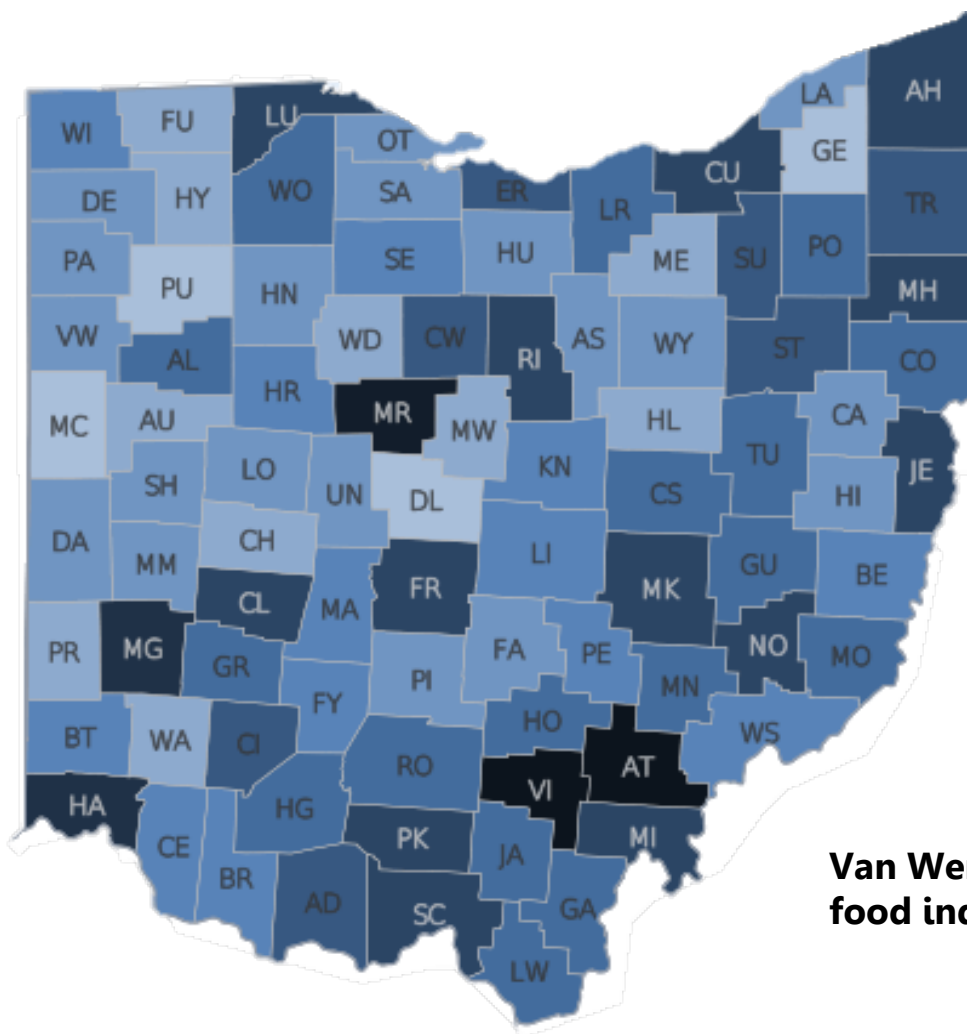 WI FU LU OT LA AH
DE HY WO SA ER LR CU GE TR
PA PU HN SE HU ME SU PO MH
VW AL HR WD CW RI AS WY ST CO
MC AU MR MW HL CA JE
SH LO UN DL KN CS TU HI
DA MM CH FR LI MK GU BE
PR MG CL MA PI FA PE NO MO
GR FY HO MN WS
BT WA CI RO VI AT
HA CE HG PK JA MI
BR AD SC GA
LW
Van
food